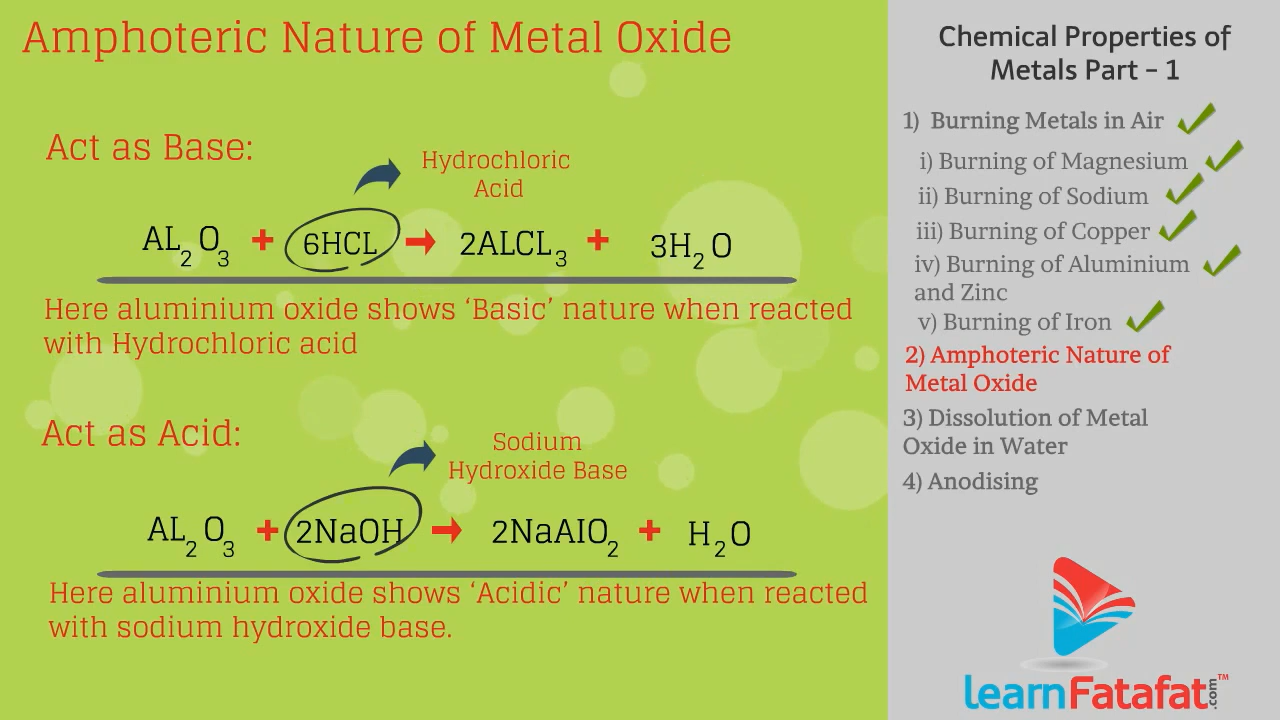 Amphoteric Nature of Metal Oxide
Act as Base:
Hydrochloric
Acid
AL2O3 + 6HCL → 2ALCL3 + 3H2O
Here aluminium oxide shows ‘Basic’ nature when reacted
with Hydrochloric acid
Act as Acid:
Sodium
Hydroxide Base
AL2O3 + 2NaOH → 2NaAIO2 + H2O
Here aluminium oxide shows ‘Acidic’ nature when reacted
with sodium hydroxide base.
Chemical Properties of
Metals Part – 1
1) Burning Metals in Air
i) Burning of Magnesium
ii) Burning of Sodium
iii) Burning of Copper
iv) Burning of Aluminium
and Zinc
v) Burning of Iron
2) Amphoteric Nature of
Metal Oxide
3) Dissolution of Metal
Oxide in Water
4) Anodising
learnFatafat.com™